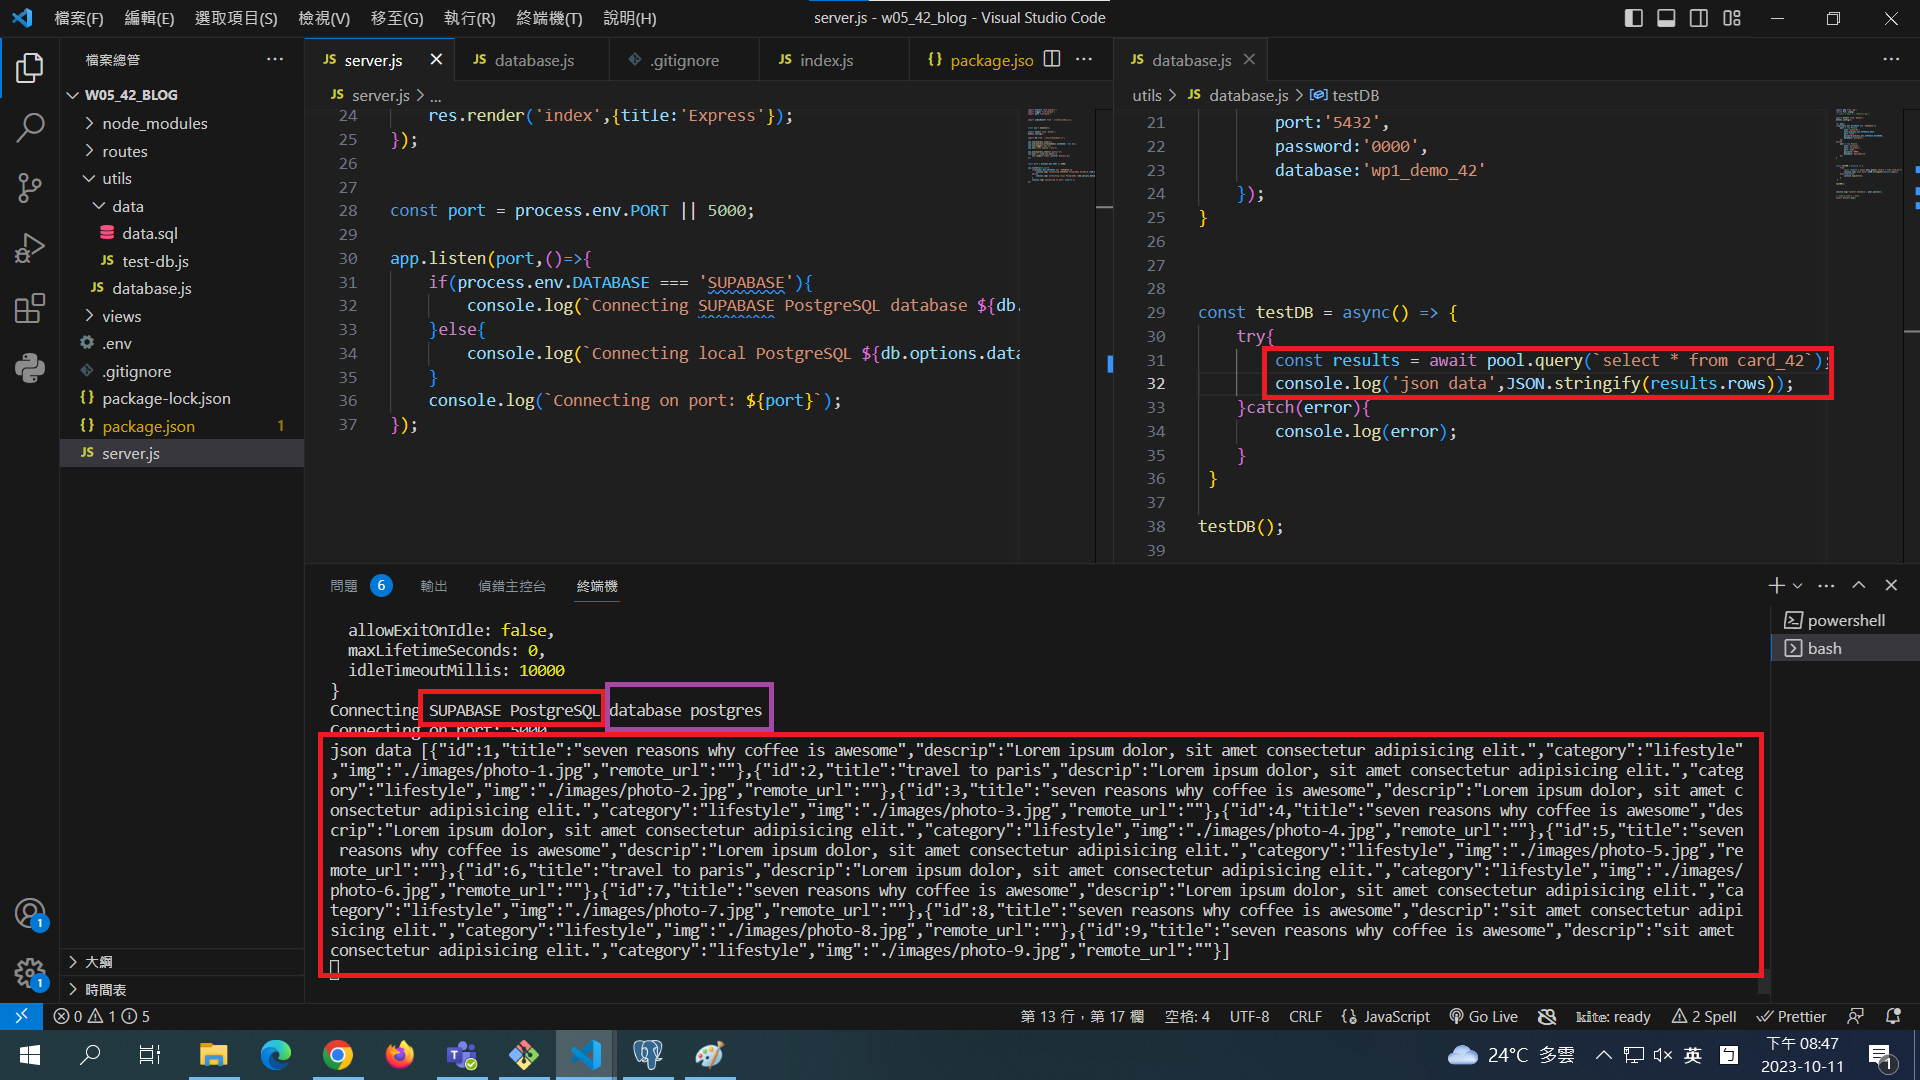 檔案(F) 編輯(E) 選取項目(S) 檢視(V) 移至(G) 執行(R) 終端機(T) 說明(H) server.js - w05_42_blog - Visual Studio Code
檔案總管
W05_42_BLOG
node_modules
routes
utils
data
data.sql
JS test-db.js
JS database.js
views
.env
.gitignore
{} package-lock.json
{} package.json 1
JS server.js
大綱
時間表
JS server.js JS database.js .gitignore JS index.js {} package.jso
JS server.js > ...
24 res.render('index',{title:'Express'});
25 });
26
27
28 const port = process.env.PORT || 5000;
29
30 app.listen(port,()=>{
31 if(process.env.DATABASE === 'SUPABASE'){
32 console.log(`Connecting SUPABASE PostgreSQL database ${db.
33 }else{
34 console.log(`Connecting local PostgreSQL ${db.options.data
35 }
36 console.log(`Connecting on port: ${port}`);
37 });
JS database.js
utils > JS database.js > testDB
21 port:'5432',
22 password:'0000',
23 database:'wp1_demo_42'
24 });
25 }
26
27
28
29 const testDB = async() => {
30 try{
31 const results = await pool.query(`select * from card_42`);
32 console.log('json data',JSON.stringify(results.rows));
33 }catch(error){
34 console.log(error);
35 }
36 }
37
38 testDB();
39
問題 6 輸出 偵錯主控台 終端機
powershell
bash
allowExitOnIdle: false,
maxLifetimeSeconds: 0,
idleTimeoutMillis: 10000
}
Connecting SUPABASE PostgreSQL database postgres
Connecting on port: 5000
json data [{"id":1,"title":"seven reasons why coffee is awesome","descrip":"Lorem ipsum dolor, sit amet consectetur adipisicing elit.","category":"lifestyle"
,"img":"./images/photo-1.jpg","remote_url":""},{"id":2,"title":"travel to paris","descrip":"Lorem ipsum dolor, sit amet consectetur adipisicing elit.","categ
ory":"lifestyle","img":"./images/photo-2.jpg","remote_url":""},{"id":3,"title":"seven reasons why coffee is awesome","descrip":"Lorem ipsum dolor, sit amet c
onsectetur adipisicing elit.","category":"lifestyle","img":"./images/photo-3.jpg","remote_url":""},{"id":4,"title":"seven reasons why coffee is awesome","des
crip":"Lorem ipsum dolor, sit amet consectetur adipisicing elit.","category":"lifestyle","img":"./images/photo-4.jpg","remote_url":""},{"id":5,"title":"seven
 reasons why coffee is awesome","descrip":"Lorem ipsum dolor, sit amet consectetur adipisicing elit.","category":"lifestyle","img":"./images/photo-5.jpg","re
mote_url":""},{"id":6,"title":"travel to paris","descrip":"Lorem ipsum dolor, sit amet consectetur adipisicing elit.","category":"lifestyle","img":"./images/
photo-6.jpg","remote_url":""},{"id":7,"title":"seven reasons why coffee is awesome","descrip":"Lorem ipsum dolor, sit amet consectetur adipisicing elit.","ca
tegory":"lifestyle","img":"./images/photo-7.jpg","remote_url":""},{"id":8,"title":"seven reasons why coffee is awesome","descrip":"sit amet consectetur adipi
sicing elit.","category":"lifestyle","img":"./images/photo-8.jpg","remote_url":""},{"id":9,"title":"seven reasons why coffee is awesome","descrip":"sit amet 
consectetur adipisicing elit.","category":"lifestyle","img":"./images/photo-9.jpg","remote_url":""}]
1
1
0 1 5 第 13 行，第 17 欄 空格: 4 UTF-8 CRLF {} JavaScript Go Live kite: ready 2 Spell Prettier
24°C 多雲 英 下午 08:47
2023-10-11
1